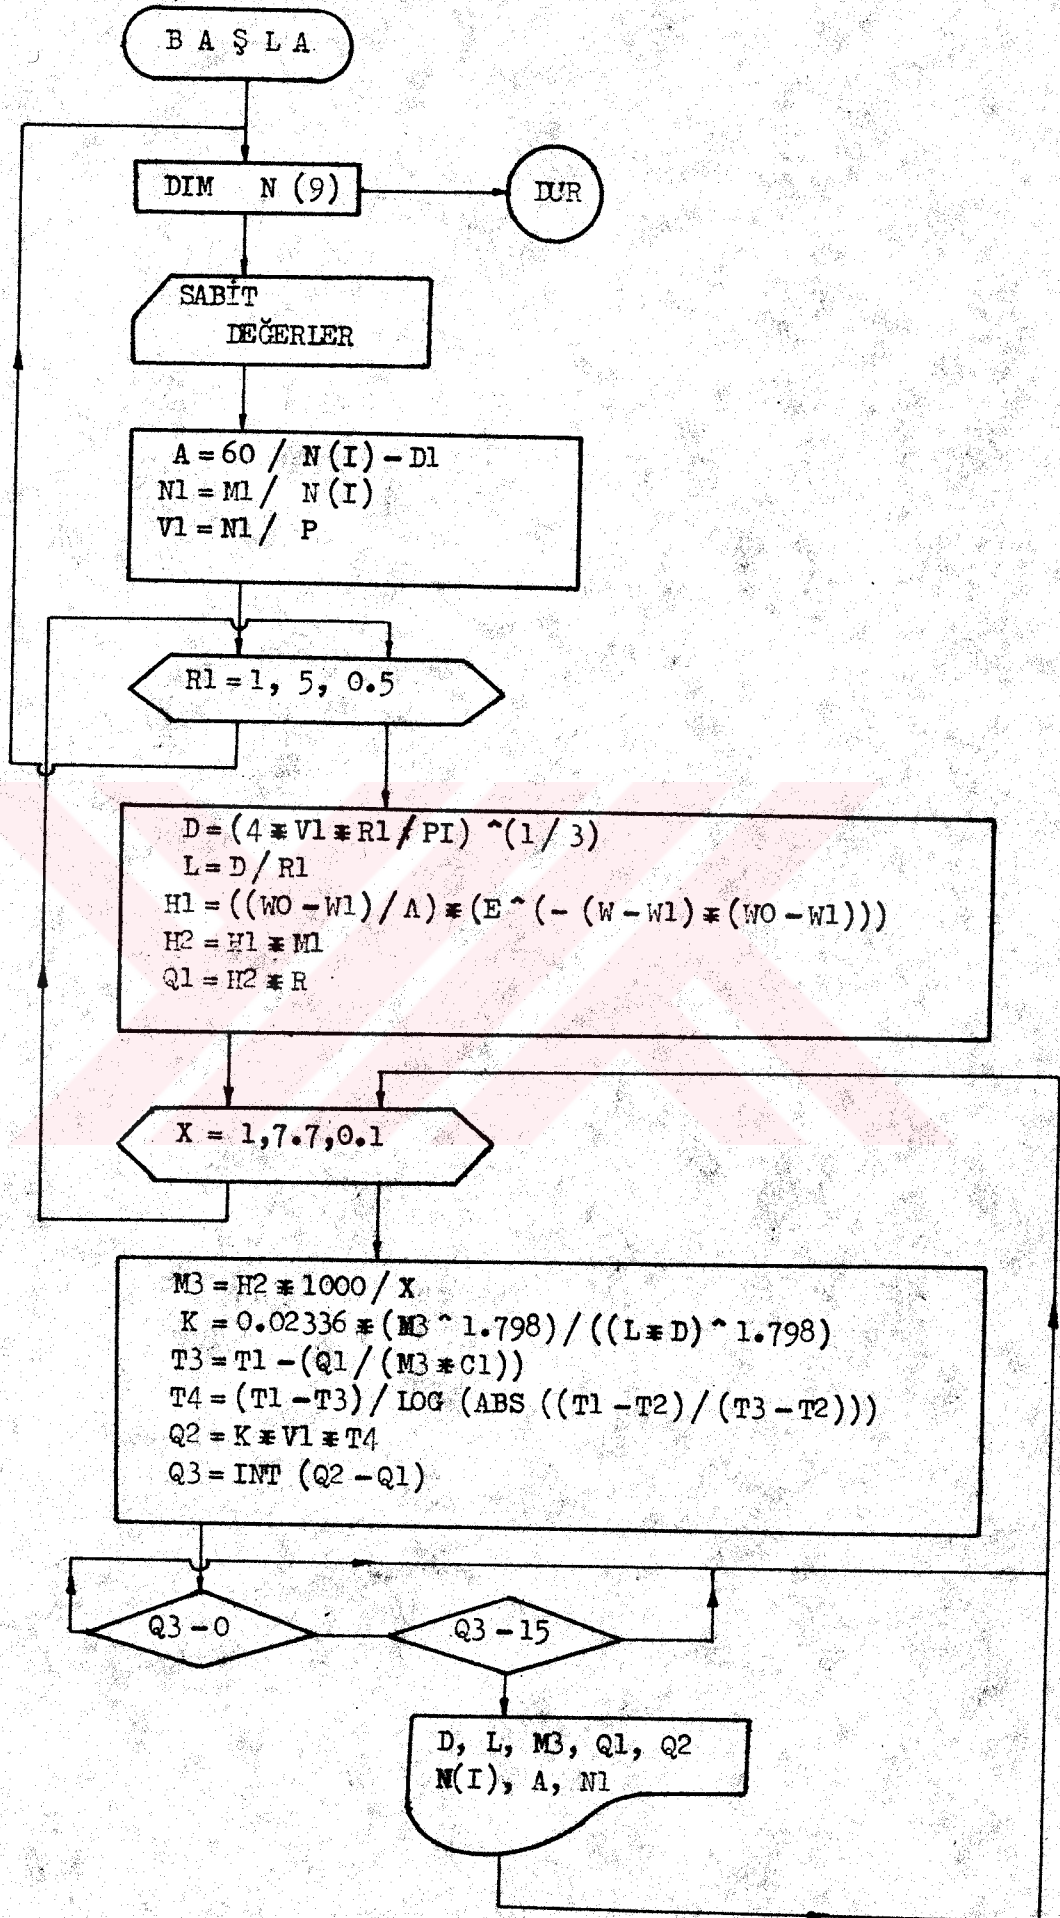 B A Ş L A
DIM N (9)
DUR
SABİT
DEĞERLER
A = 60 / N(I) - D1
N1 = M1 / N(I)
V1 = N1 / P
R1 = 1, 5, 0.5
D = (4 * V1 * R1 / PI) ^(1 / 3)
L = D / R1
H1 = ((W0 - W1) / A) * (E ^(- (W - W1) * (W0 - W1)))
H2 = H1 * M1
Q1 = H2 * R
X = 1,7.7,0.1
M3 = H2 * 1000 / X
K = 0.02336 * (M3 ^ 1.798) / ((L * D) ^ 1.798)
T3 = T1 - (Q1 / (M3 * C1))
T4 = (T1 - T3) / LOG (ABS ((T1 - T2) / (T3 - T2)))
Q2 = K * V1 * T4
Q3 = INT (Q2 - Q1)
Q3 - 0
Q3 - 15
D, L, M3, Q1, Q2
N(I), A, N1